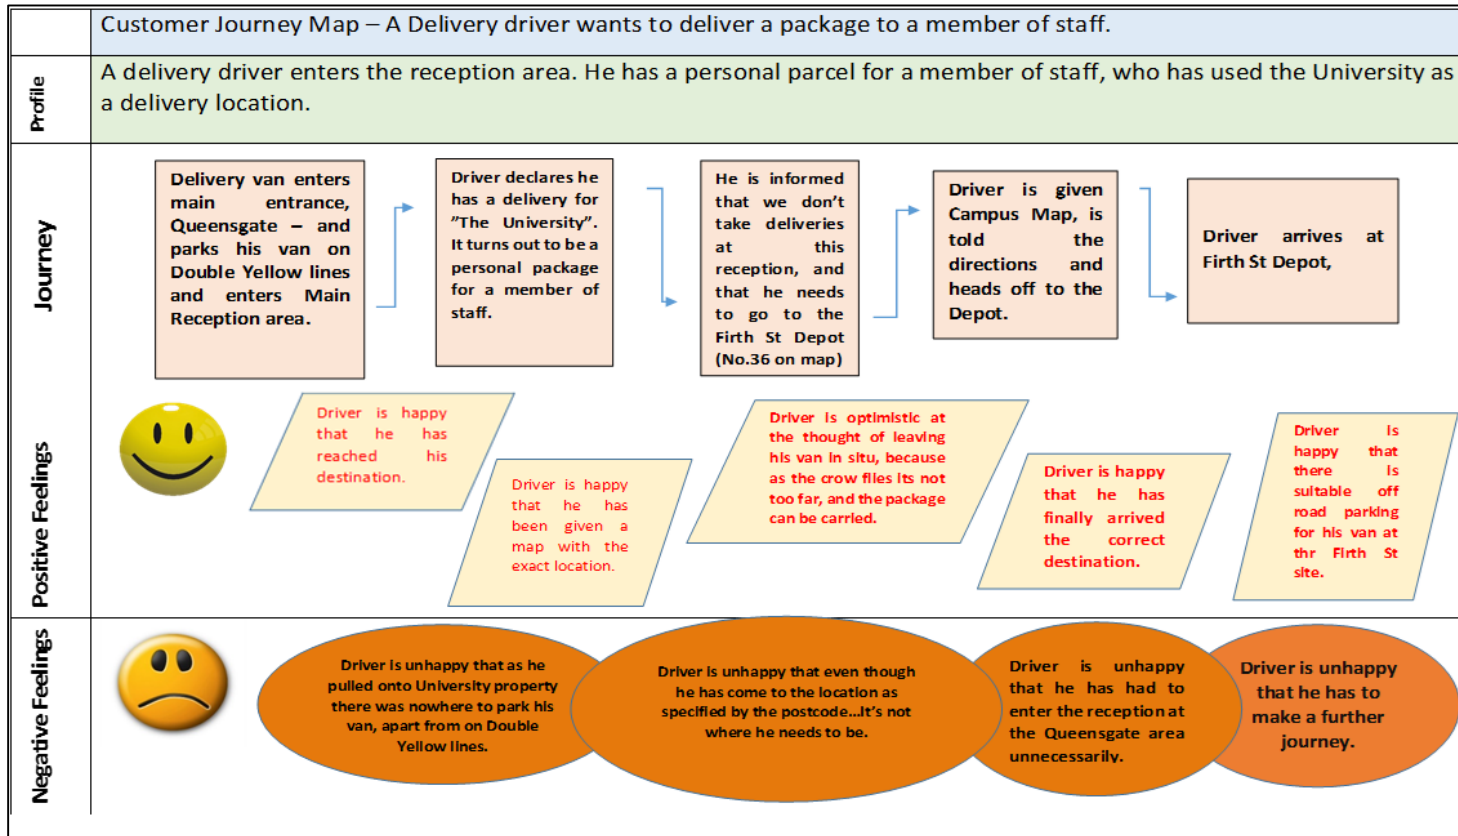 Customer Journey Map – A Delivery driver wants to deliver a package to a member of staff.
Profile
A delivery driver enters the reception area. He has a personal parcel for a member of staff, who has used the University as
a delivery location.
Journey
Delivery van enters
main entrance,
Queensgate – and
parks his van on
Double Yellow lines
and enters Main
Reception area.
Driver declares he
has a delivery for
”The University”.
It turns out to be a
personal package
for a member of
staff.
He is informed
that we don’t
take deliveries
at this
reception, and
that he needs
to go to the
Firth St Depot
(No.36 on map)
Driver is given
Campus Map, is
told the
directions and
heads off to the
Depot.
Driver arrives at
Firth St Depot,
Positive Feelings
Driver is happy
that he has
reached his
destination.
Driver is happy
that he has
been given a
map with the
exact location.
Driver is optimistic at
the thought of leaving
his van in situ, because
as the crow flies its not
too far, and the package
can be carried.
Driver is happy
that he has
finally arrived
the correct
destination.
Driver is
happy that
there is
suitable off
road parking
for his van at
thr Firth St
site.
Negative Feelings
Driver is unhappy that as he
pulled onto University property
there was nowhere to park his
van, apart from on Double
Yellow lines.
Driver is unhappy that even though
he has come to the location as
specified by the postcode...It’s not
where he needs to be.
Driver is unhappy
that he has had to
enter the reception at
the Queensgate area
unnecessarily.
Driver is unhappy
that he has to
make a further
journey.